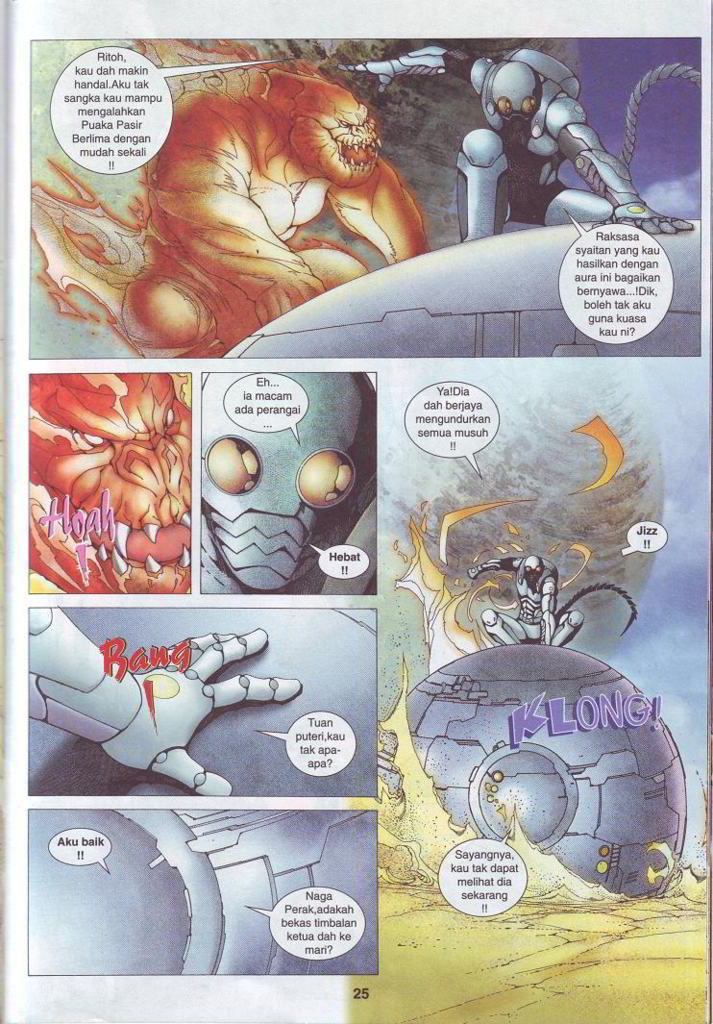 Ritoh,
kau dah makin
handal.Aku tak
sangka kau mampu
mengalahkan
Puaka Pasir
Berlima dengan
mudah sekali
!!
Raksasa
syaitan yang kau
hasilkan dengan
aura ini bagaikan
bernyawa...!Dik,
boleh tak aku
guna kuasa
kau ni?
Hoah
!
Eh...
ia macam
ada perangai
...
Hebat
!!
Ya!Dia
dah berjaya
mengundurkan
semua musuh
!!
Jizz
!!
Bang
!
Tuan
puteri,kau
tak apa-
apa?
KLONG!
Aku baik
!!
Naga
Perak,adakah
bekas timbalan
ketua dah ke
mari?
Sayangnya,
kau tak dapat
melihat dia
sekarang
!!
25